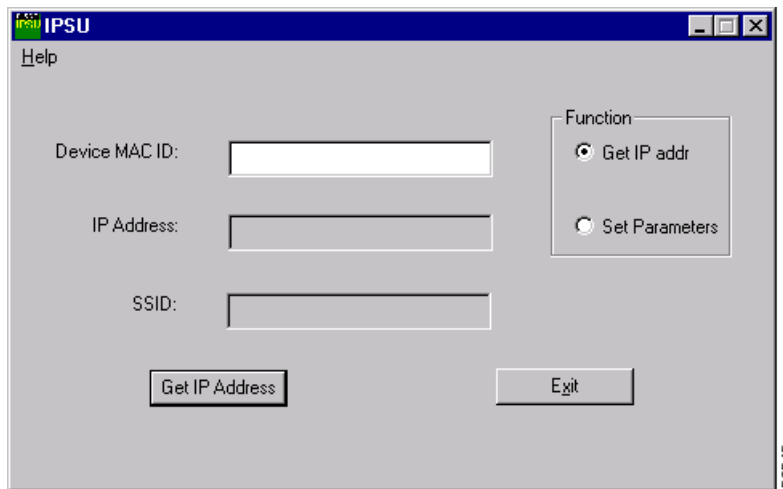 IPSU
Help
Function
Device MAC ID:
Get IP addr
IP Address:
Set Parameters
SSID:
Get IP Address
Exit